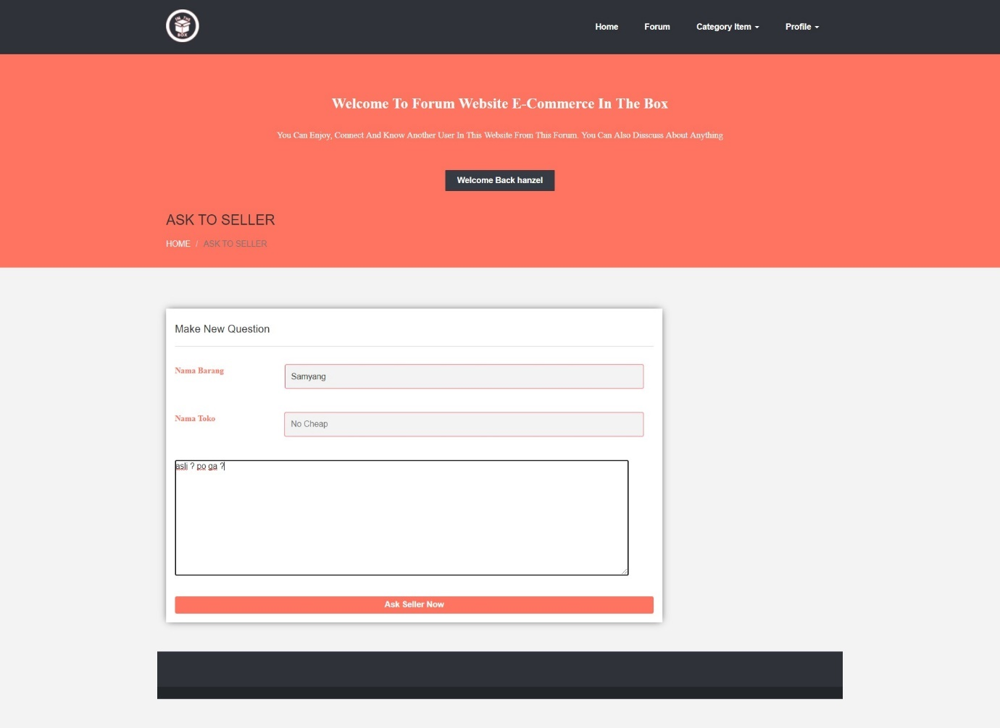 IN THE
BOX
Home Forum Category Item Profile
Welcome To Forum Website E-Commerce In The Box
You Can Enjoy, Connect And Know Another User In This Website From This Forum. You Can Also Disscuss About Anything
Welcome Back hanzel
ASK TO SELLER
HOME / ASK TO SELLER
Make New Question
Nama Barang Samyang
Nama Toko No Cheap
asli ? po ga ?
Ask Seller Now